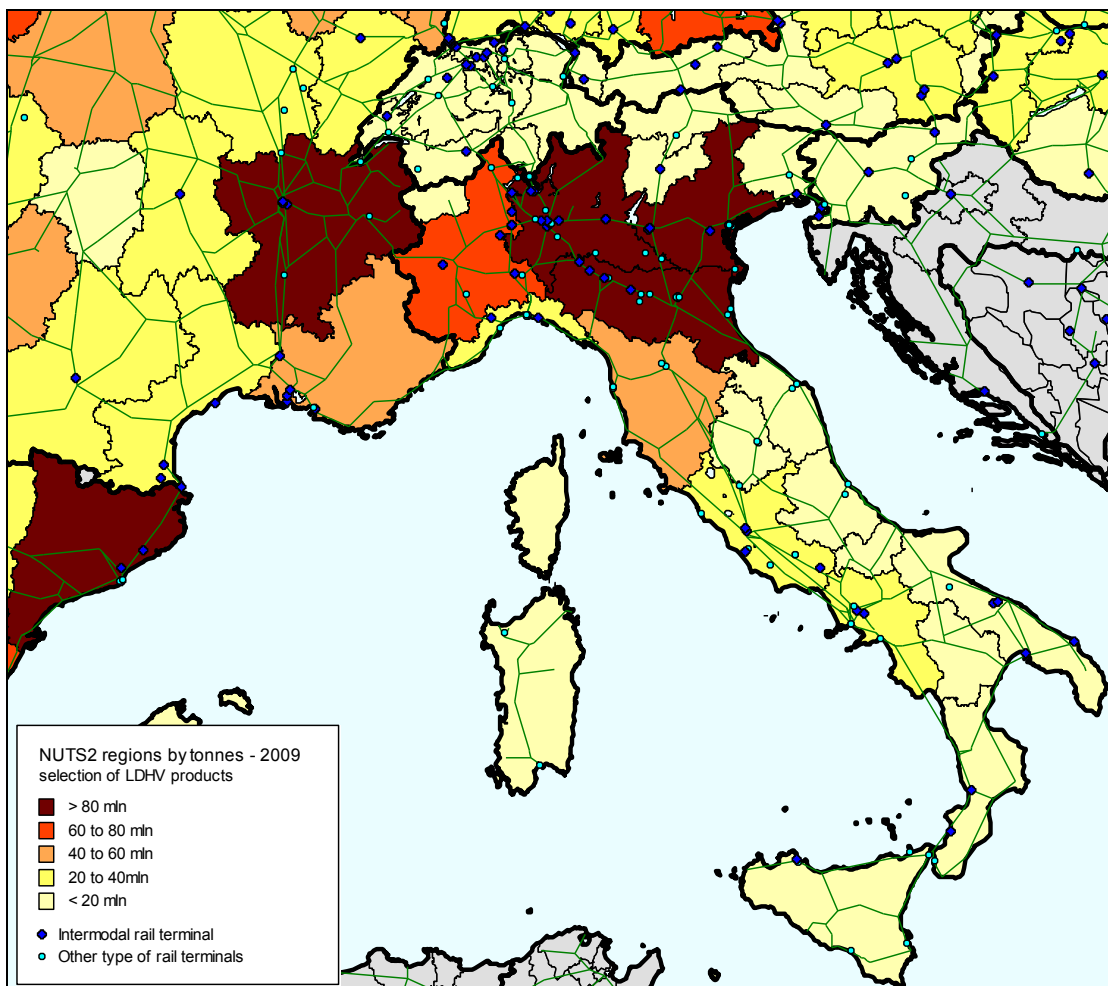 NUTS2 regions by tonnes - 2009
selection of LDHV products
> 80 mln
60 to 80 mln
40 to 60 mln
20 to 40mln
< 20 mln
Intermodal rail terminal
Other type of rail terminals